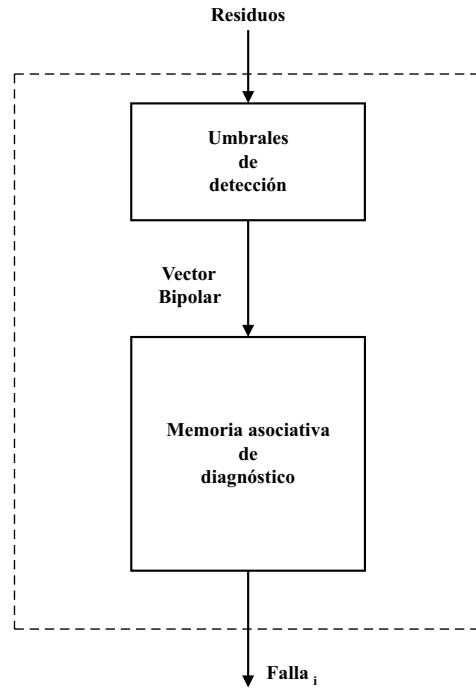 Residuos
Umbrales
de
detección
Vector
Bipolar
Memoria asociativa
de
diagnóstico
Falla i